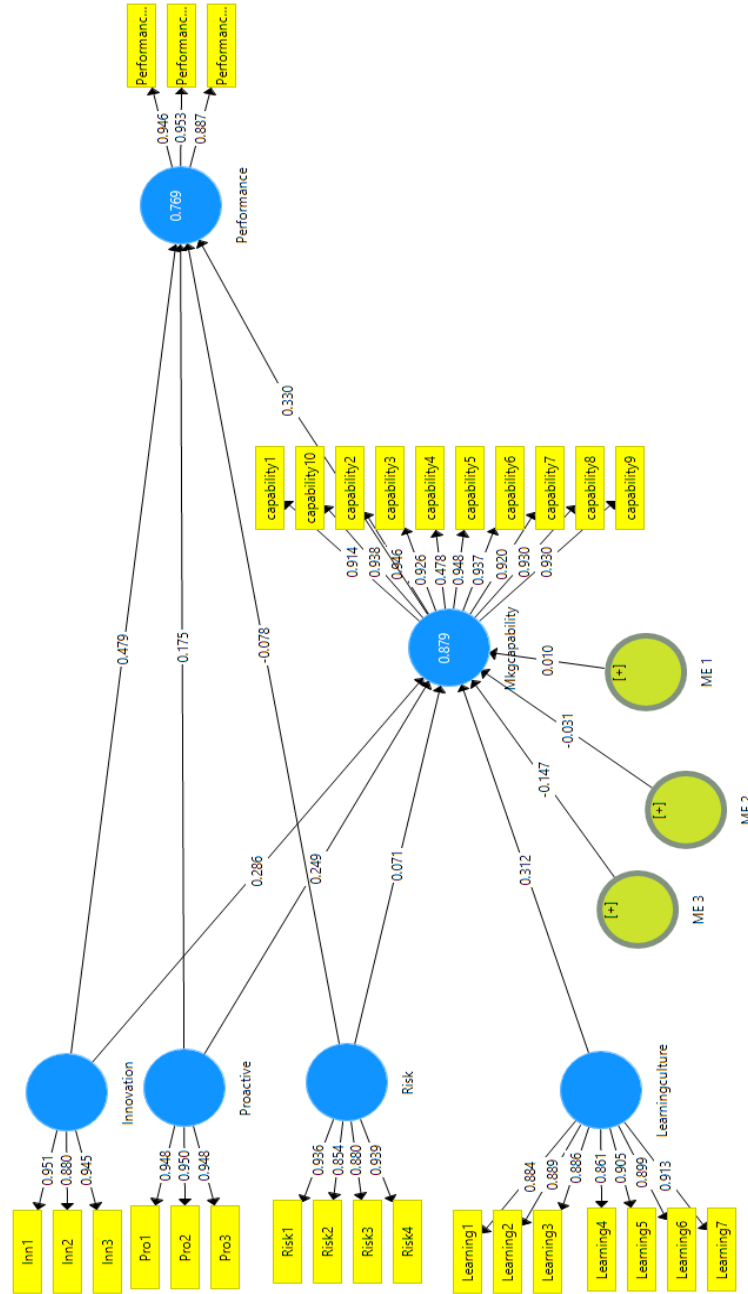 Inn1
Inn2
Inn3
0.951
0.880
0.945
Innovation
Pro1
Pro2
Pro3
0.948
0.950
0.948
Proactive
Risk1
Risk2
Risk3
Risk4
0.936
0.854
0.880
0.939
Risk
Learning1
Learning2
Learning3
Learning4
Learning5
Learning6
Learning7
0.884
0.889
0.886
0.861
0.905
0.899
0.913
Learningculture
0.479
0.175
-0.078
0.286
0.249
0.071
0.312
-0.147
-0.031
0.010
[+]
ME 3
[+]
ME 2
[+]
ME 1
0.879
Mkgcapability
0.914
0.938
0.946
0.926
0.478
0.948
0.937
0.920
0.930
0.930
capability1
capability10
capability2
capability3
capability4
capability5
capability6
capability7
capability8
capability9
0.330
0.769
Performance
0.946
0.953
0.887
Performanc...
Performanc...
Performanc...